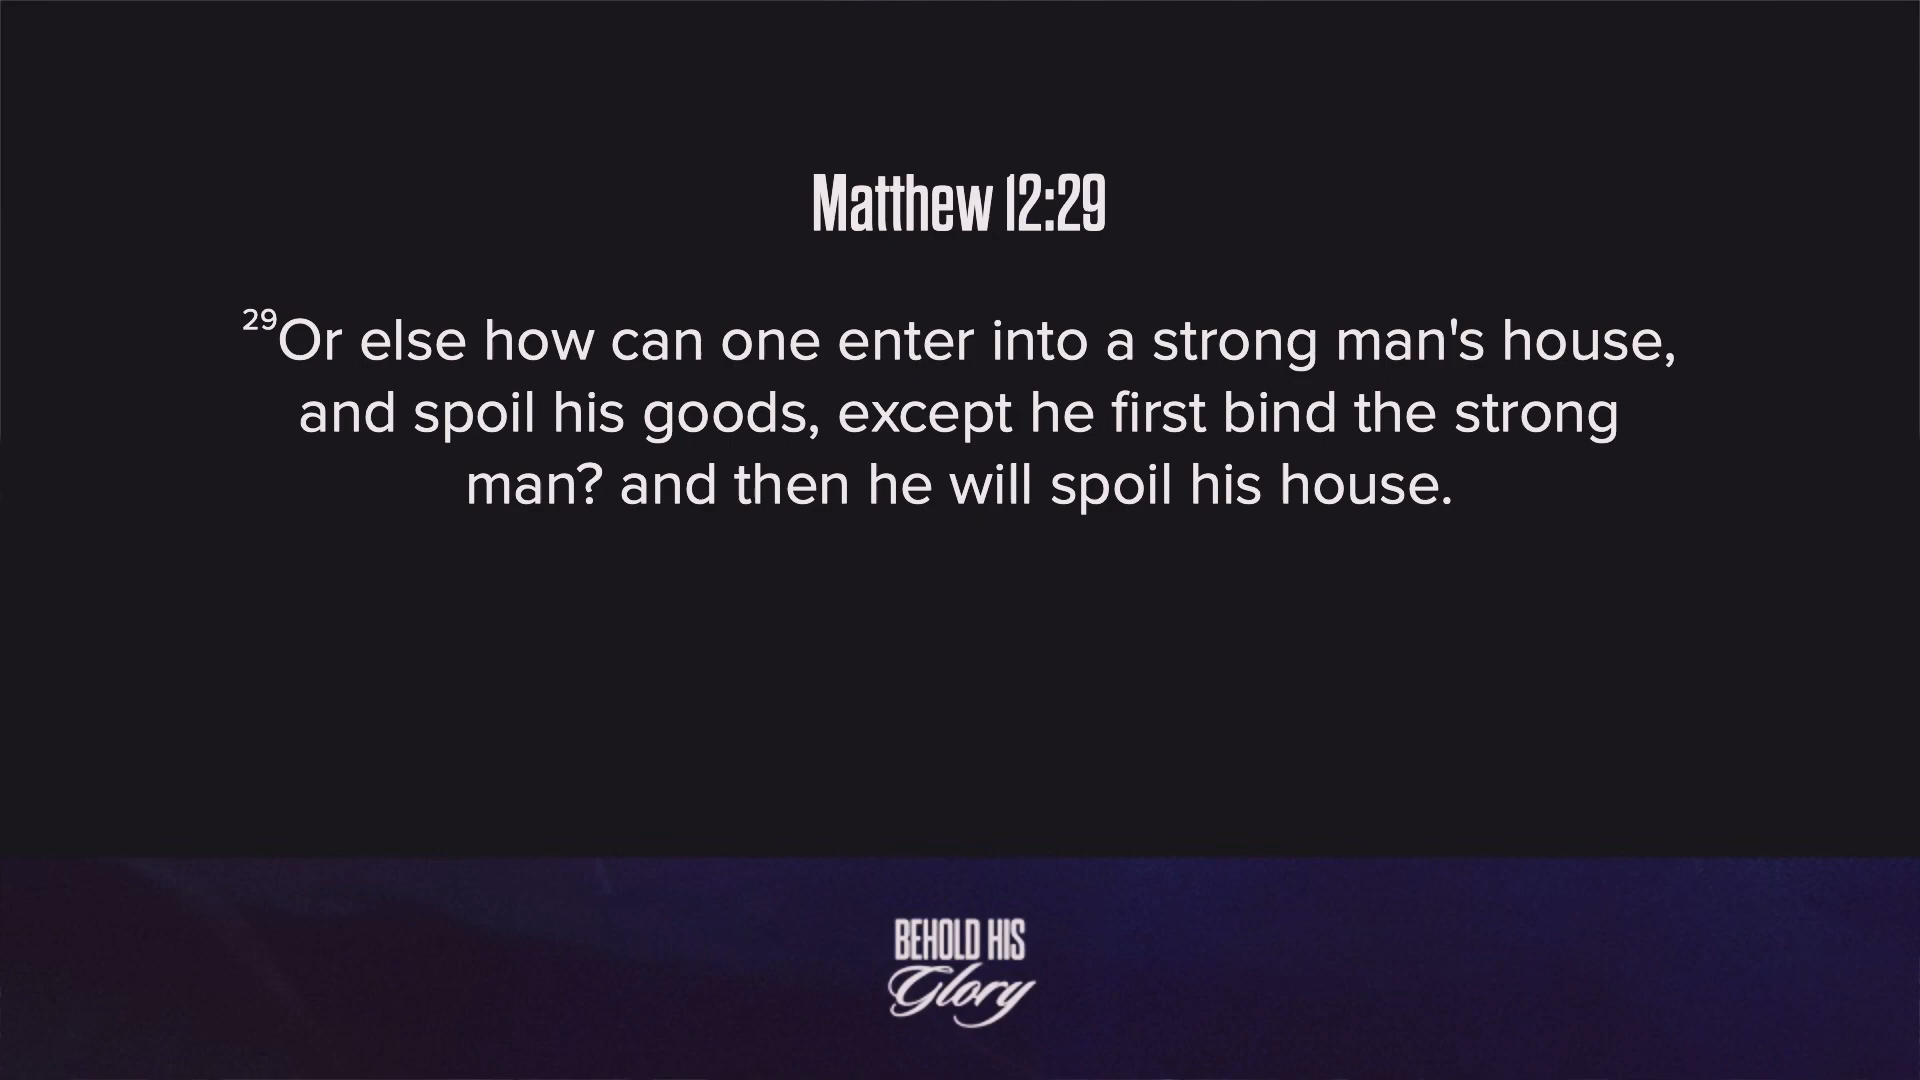 Matthew 12:29
29Or else how can one enter into a strong man's house,
and spoil his goods, except he first bind the strong
man? and then he will spoil his house.
BEHOLD HIS
Glory